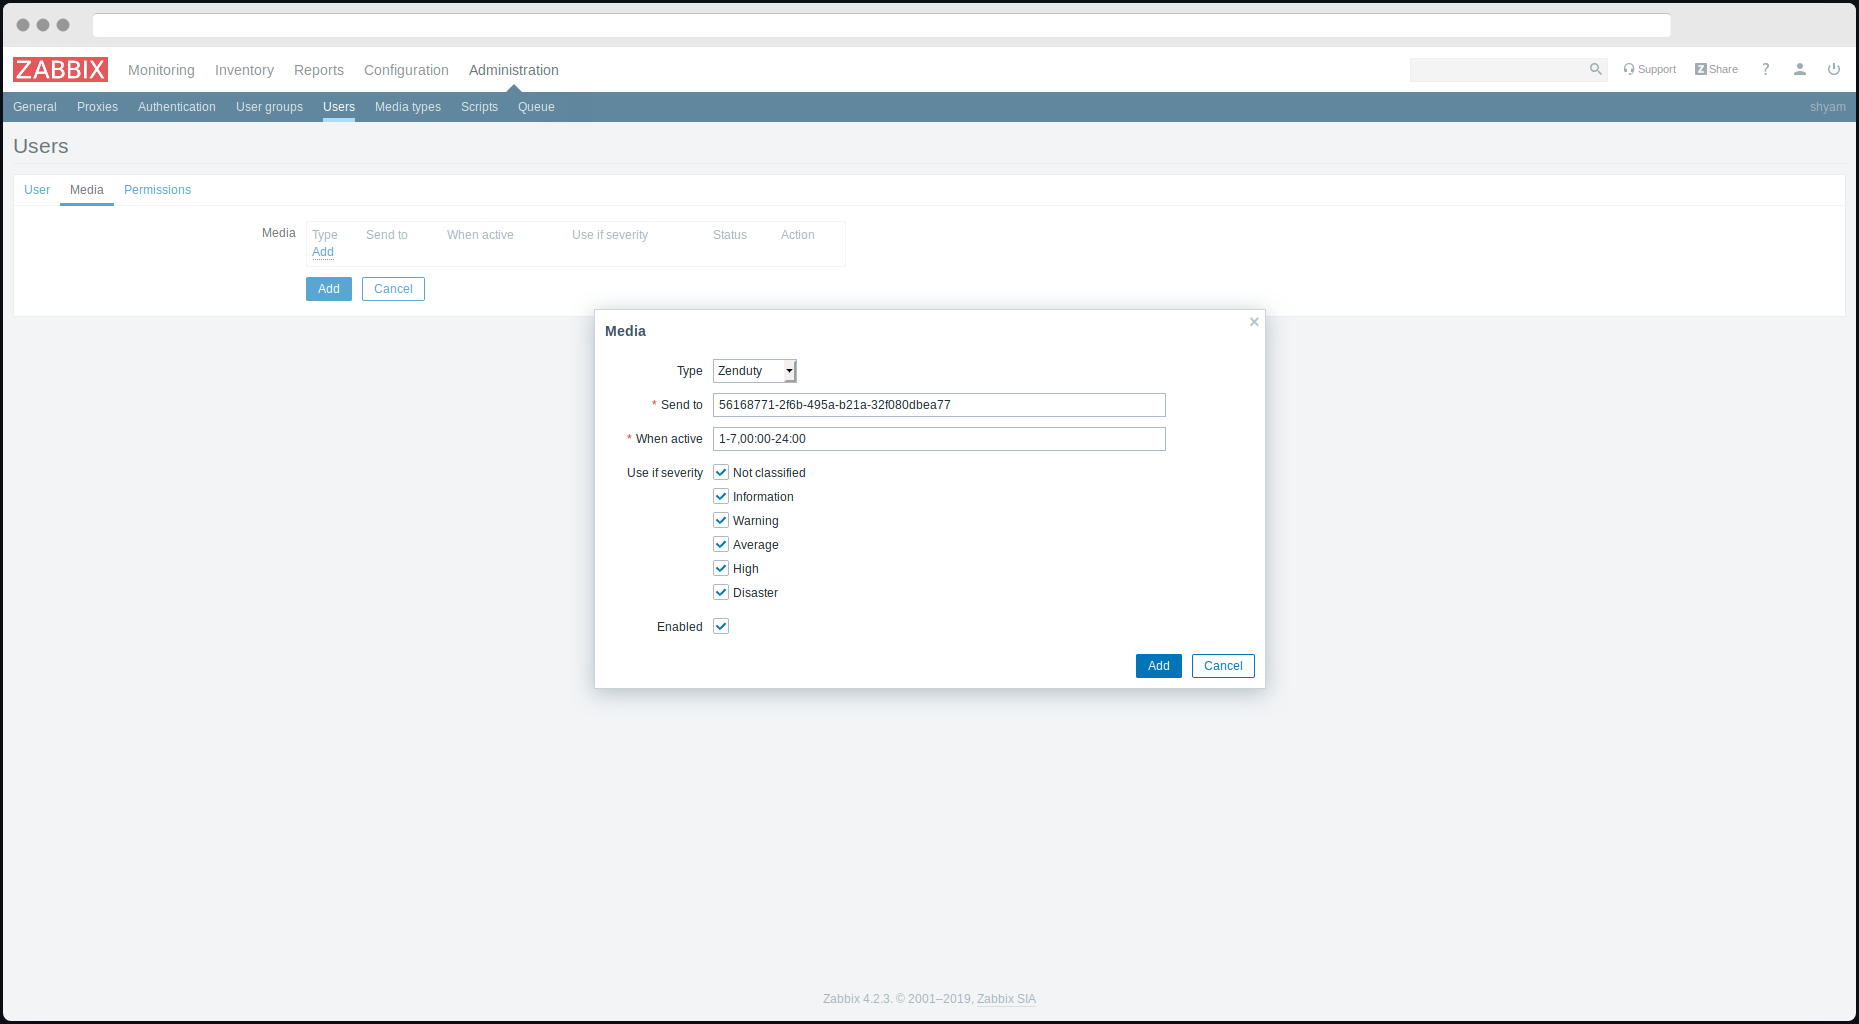 ZABBIX Monitoring Inventory Reports Configuration Administration Support Z Share ?
General Proxies Authentication User groups Users Media types Scripts Queue shyam
Users
User Media Permissions
Media Type Send to When active Use if severity Status Action
Add
Add Cancel
Media ×
Type Zenduty
* Send to 56168771-2f6b-495a-b21a-32f080dbea77
* When active 1-7,00:00-24:00
Use if severity Not classified
Information
Warning
Average
High
Disaster
Enabled
Add Cancel
Zabbix 4.2.3. © 2001–2019, Zabbix SIA